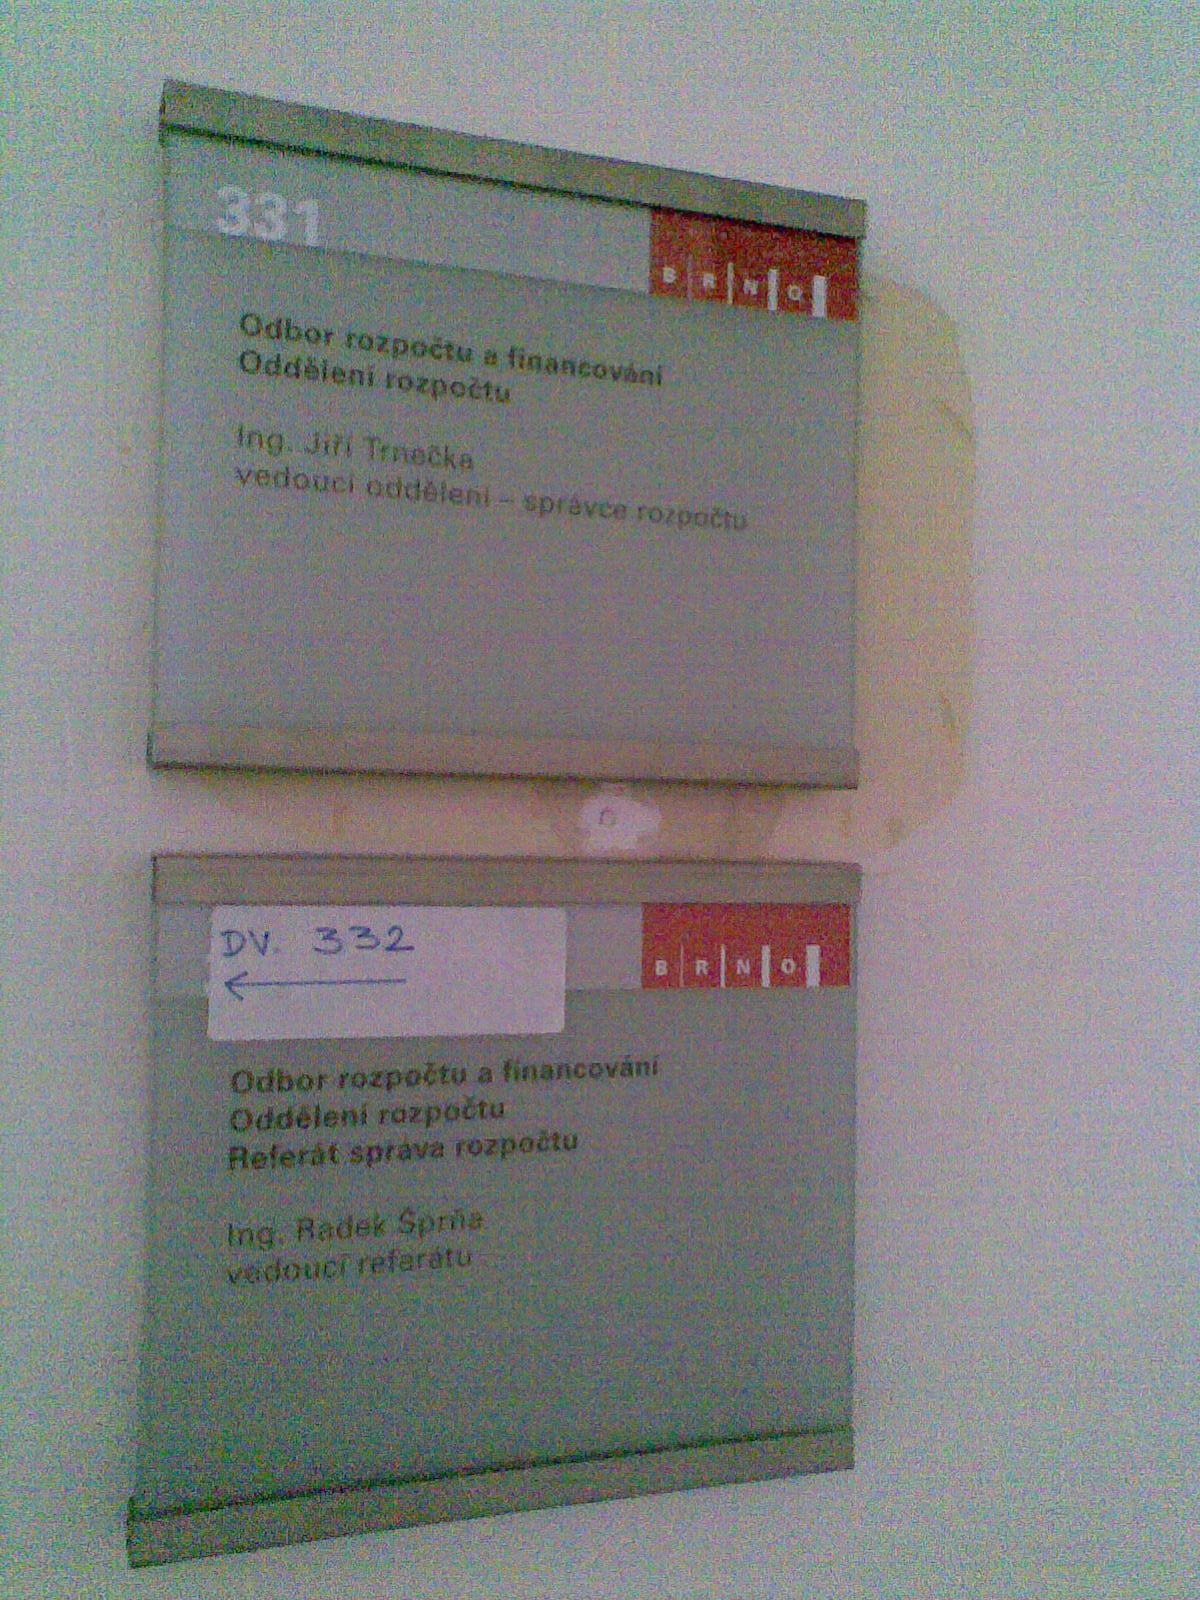 331
B R N O
Odbor rozpočtu a financování
Oddělení rozpočtu
Ing. Jiří Trnečka
vedoucí oddělení – správce rozpočtu
DV. 332
B R N O
Odbor rozpočtu a financování
Oddělení rozpočtu
Referát správa rozpočtu
Ing. Radek Šprňa
vedoucí referátu